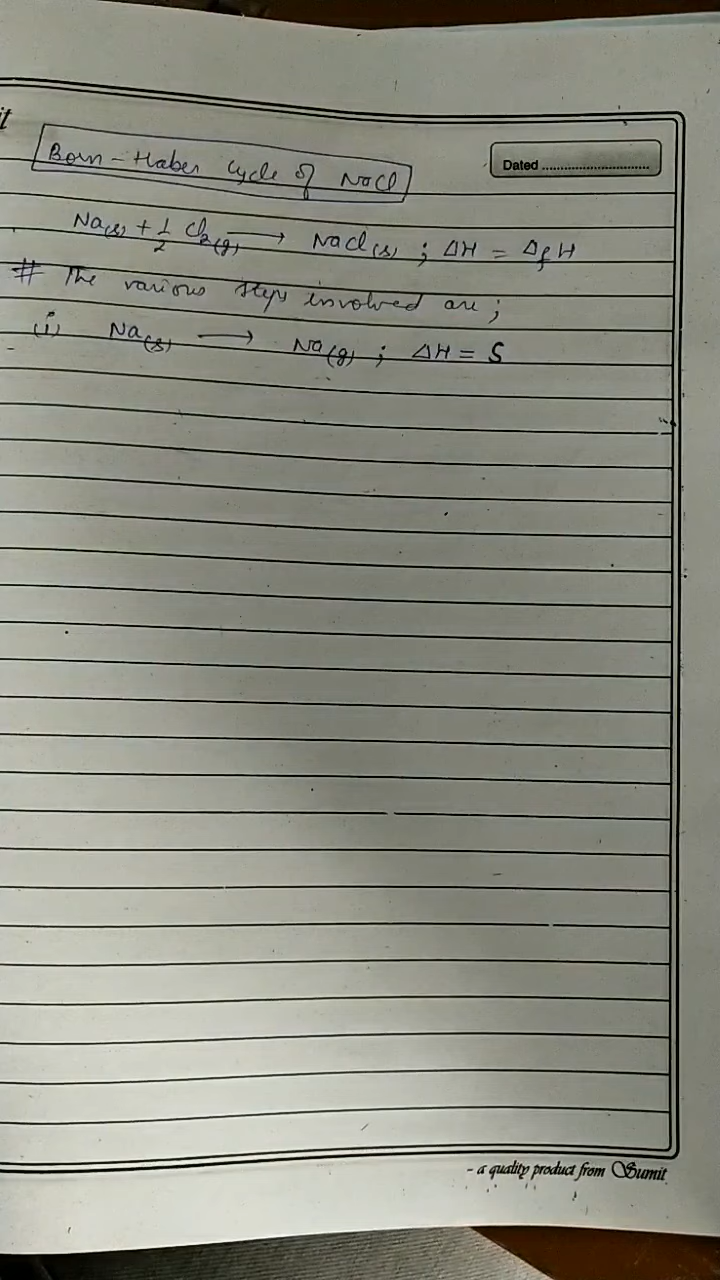 it
Born-Haber Cycle of NaCl
Dated ..............................
Na(s) + 1/2 Cl2(g) ⟶ NaCl(s) ; ΔH = ΔfH
# The various steps involved are ;
(i) Na(s) ⟶ Na(g) ; ΔH = S
- a quality product from Sumit